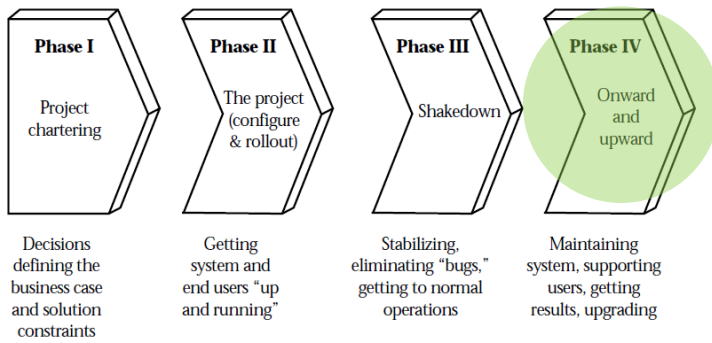 Phase I
Project
chartering
Phase II
The project
(configure
& rollout)
Phase III
Shakedown
Phase IV
Onward
and
upward
Decisions
defining the
business case
and solution
constraints
Getting
system and
end users “up
and running”
Stabilizing,
eliminating “bugs,”
getting to normal
operations
Maintaining
system, supporting
users, getting
results, upgrading